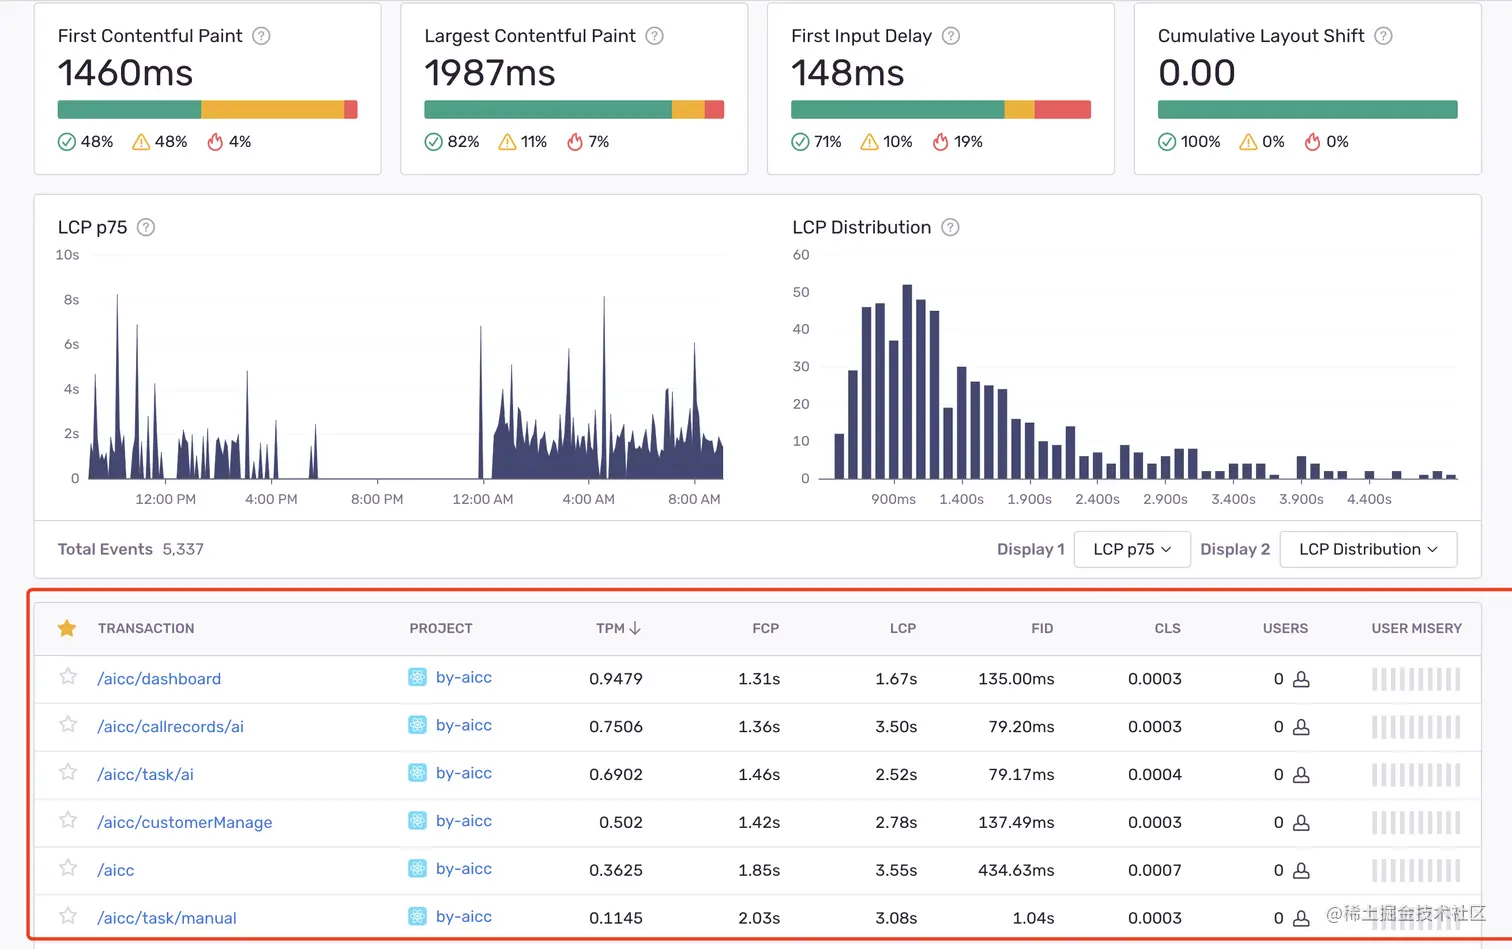 First Contentful Paint ?
1460ms
48% 48% 4%
Largest Contentful Paint ?
1987ms
82% 11% 7%
First Input Delay ?
148ms
71% 10% 19%
Cumulative Layout Shift ?
0.00
100% 0% 0%
LCP p75 ?
10s
8s
6s
4s
2s
0
12:00 PM 4:00 PM 8:00 PM 12:00 AM 4:00 AM 8:00 AM
LCP Distribution ?
60
50
40
30
20
10
0
900ms 1.400s 1.900s 2.400s 2.900s 3.400s 3.900s 4.400s
Total Events 5,337
Display 1 LCP p75 Display 2 LCP Distribution
TRANSACTION PROJECT TPM FCP LCP FID CLS USERS USER MISERY
/aicc/dashboard by-aicc 0.9479 1.31s 1.67s 135.00ms 0.0003 0
/aicc/callrecords/ai by-aicc 0.7506 1.36s 3.50s 79.20ms 0.0003 0
/aicc/task/ai by-aicc 0.6902 1.46s 2.52s 79.17ms 0.0004 0
/aicc/customerManage by-aicc 0.502 1.42s 2.78s 137.49ms 0.0003 0
/aicc by-aicc 0.3625 1.85s 3.55s 434.63ms 0.0007 0
/aicc/task/manual by-aicc 0.1145 2.03s 3.08s 1.04s 0.0003 0
@稀土掘金技术社区